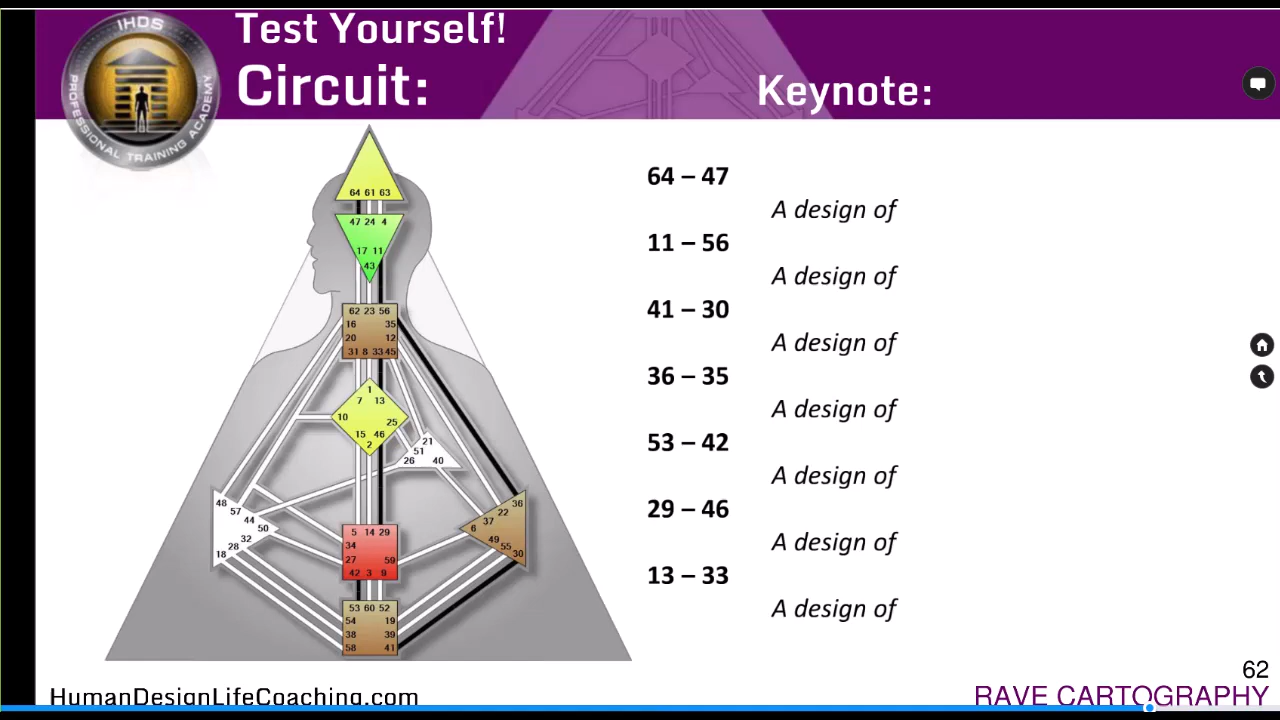 IHDS
PROFESSIONAL TRAINING ACADEMY
Test Yourself!
Circuit:
Keynote:
64 61 63
47 24 4
17 11
43
62 23 56
16 35
20 12
31 8 33 45
1
7 13
10 25
15 46
2
21
51
26 40
48
57
44
50
32
28
18
36
22
37
6
49
55
30
5 14 29
34
27 59
42 3 9
53 60 52
54 19
38 39
58 41
64 – 47
A design of
11 – 56
A design of
41 – 30
A design of
36 – 35
A design of
53 – 42
A design of
29 – 46
A design of
13 – 33
A design of
62
HumanDesignLifeCoaching.com
RAVE CARTOGRAPHY